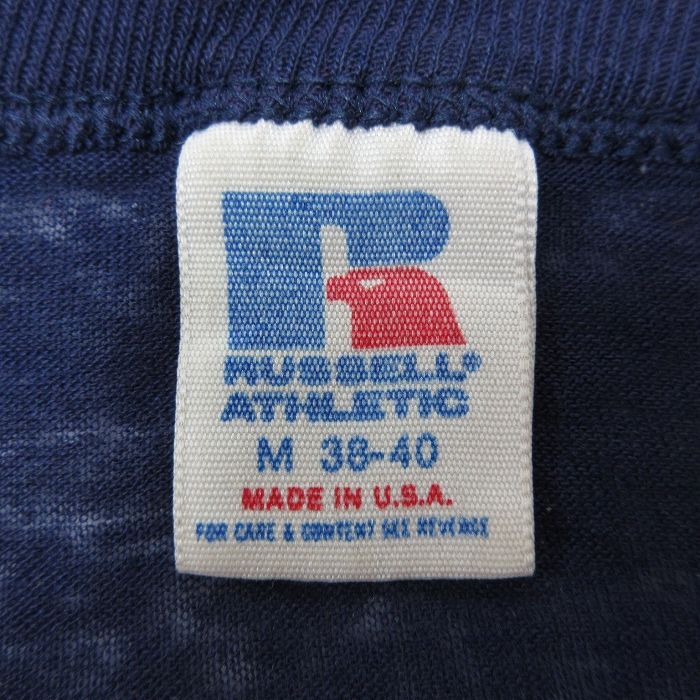 RUSSELL®
ATHLETIC
M 38-40
MADE IN U.S.A.
FOR CARE & CONTENT SEE REVERSE